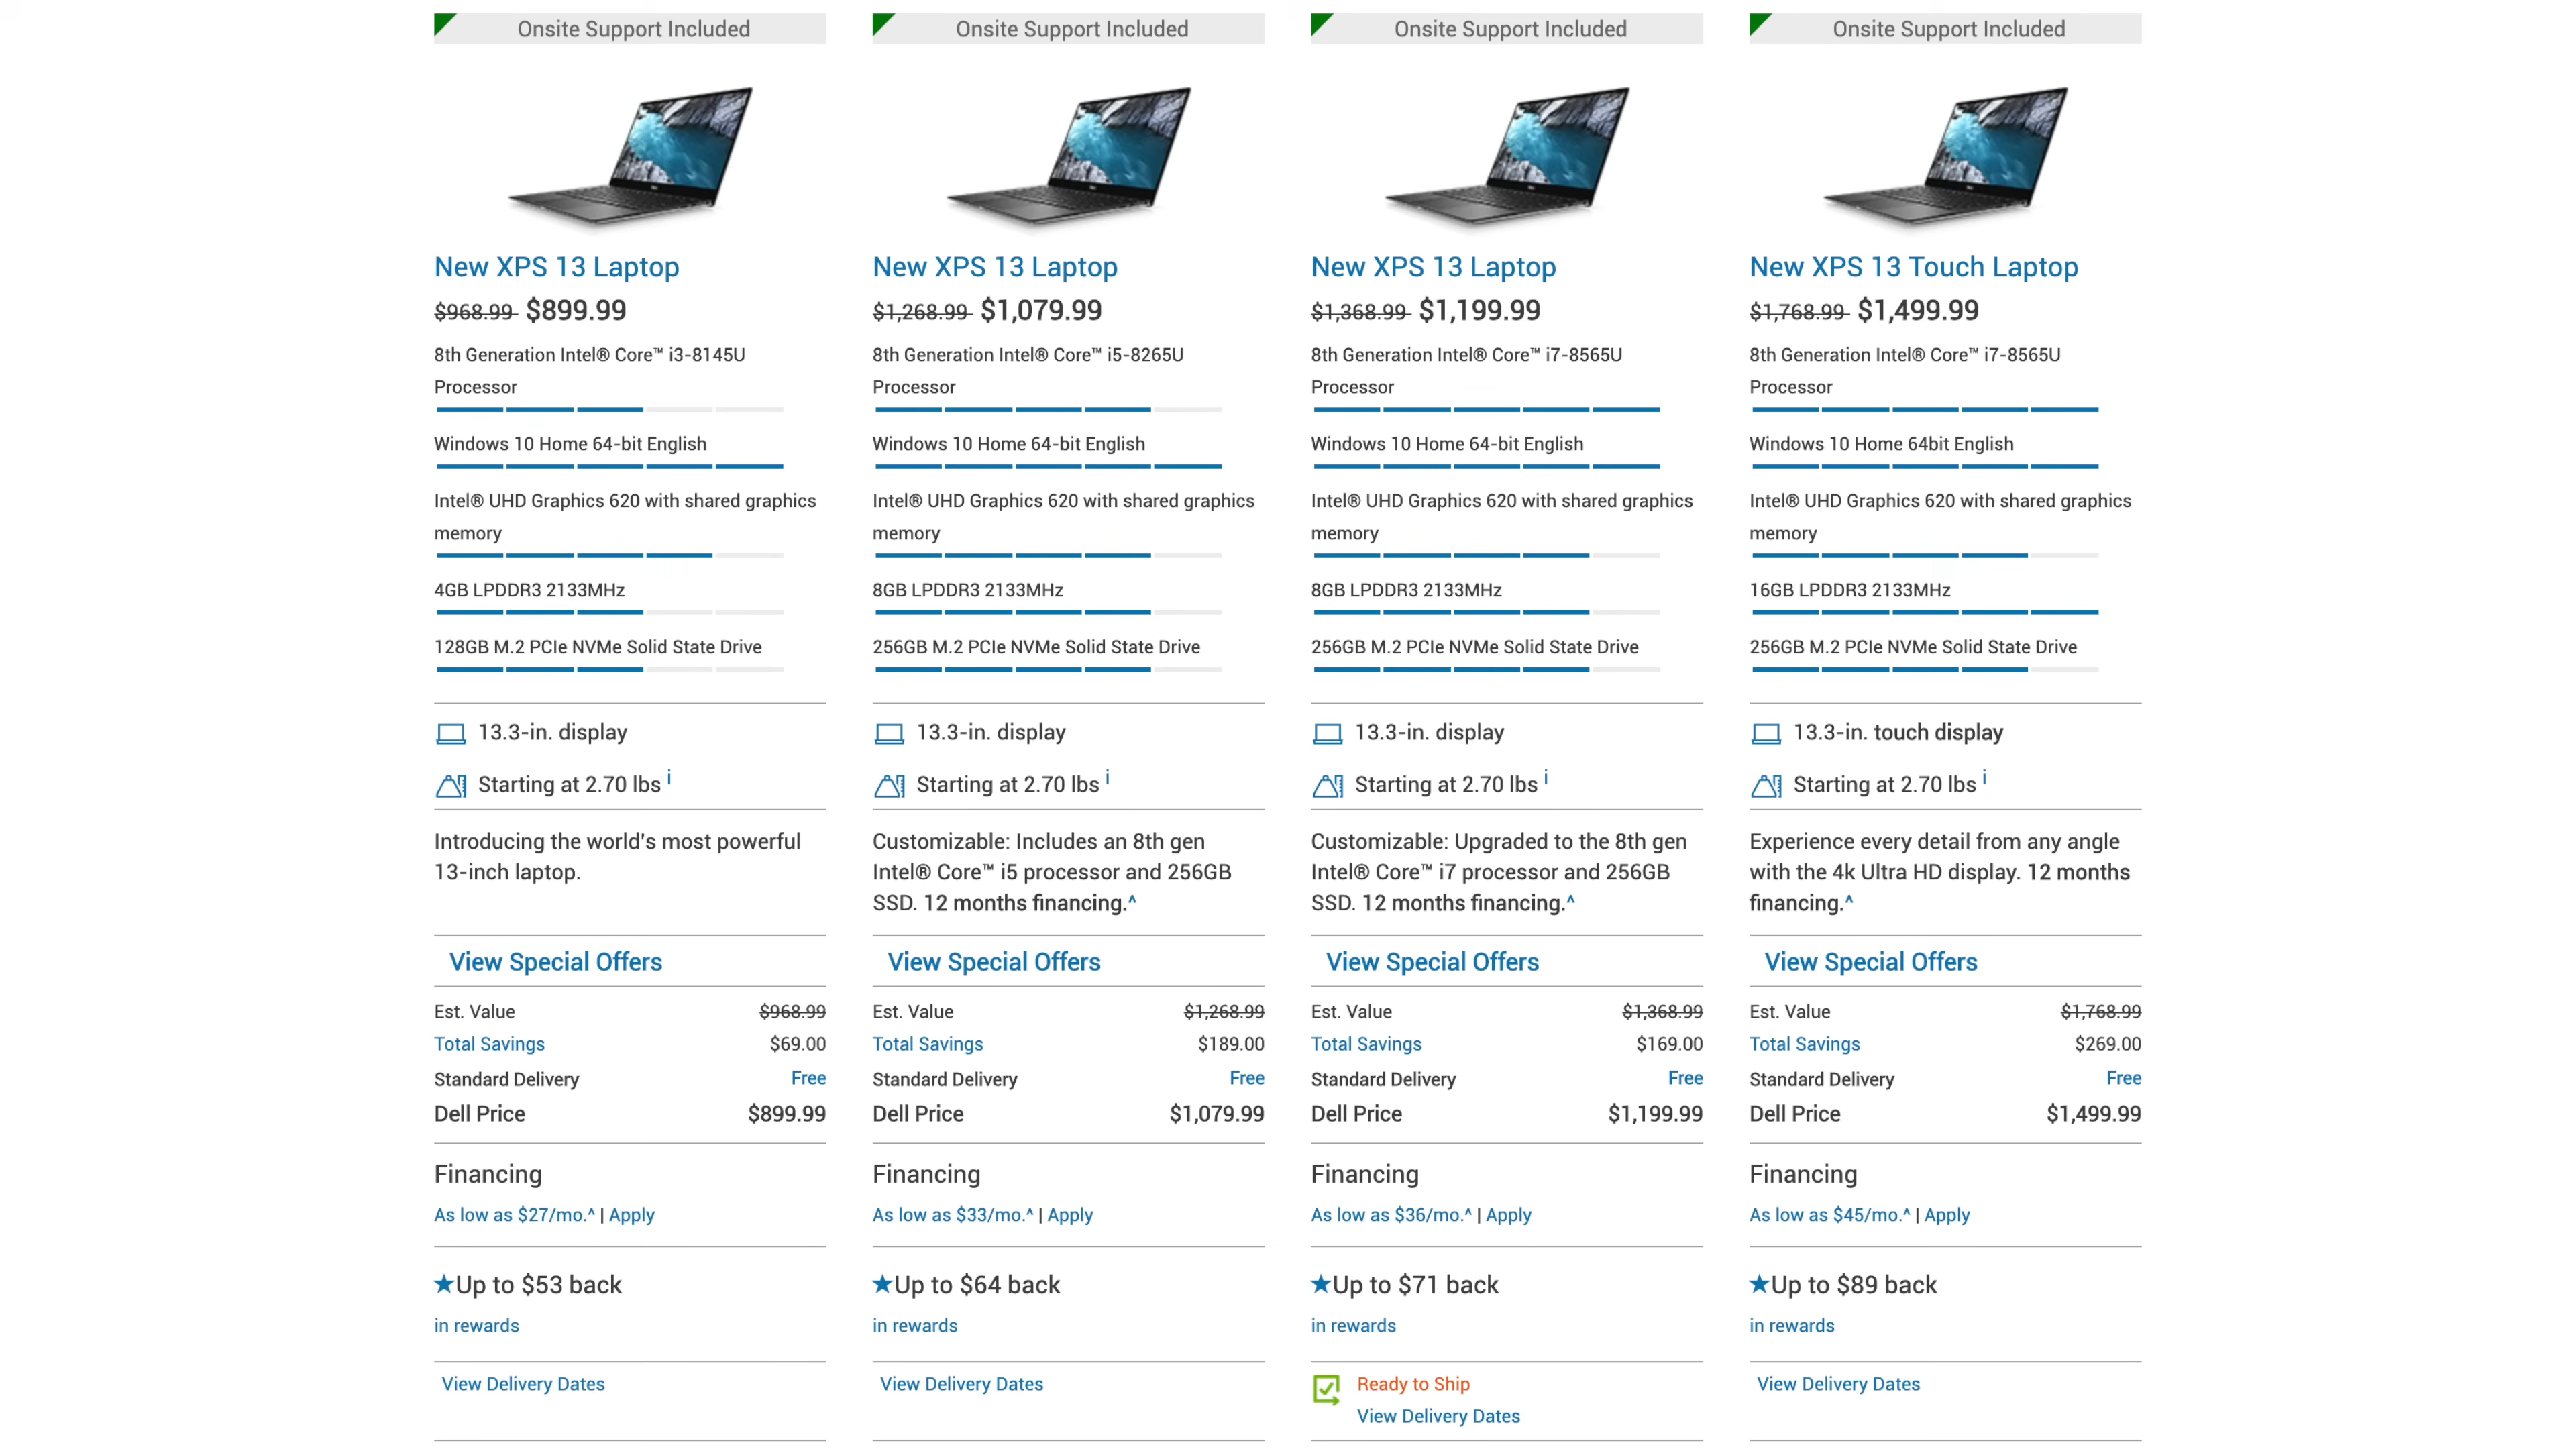 Onsite Support Included
New XPS 13 Laptop
$968.99 $899.99
8th Generation Intel® Core™ i3-8145U
Processor
Windows 10 Home 64-bit English
Intel® UHD Graphics 620 with shared graphics
memory
4GB LPDDR3 2133MHz
128GB M.2 PCIe NVMe Solid State Drive
13.3-in. display
Starting at 2.70 lbs i
Introducing the world's most powerful
13-inch laptop.
View Special Offers
Est. Value $968.99
Total Savings $69.00
Standard Delivery Free
Dell Price $899.99
Financing
As low as $27/mo.^ | Apply
★Up to $53 back
in rewards
View Delivery Dates
Onsite Support Included
New XPS 13 Laptop
$1,268.99 $1,079.99
8th Generation Intel® Core™ i5-8265U
Processor
Windows 10 Home 64-bit English
Intel® UHD Graphics 620 with shared graphics
memory
8GB LPDDR3 2133MHz
256GB M.2 PCIe NVMe Solid State Drive
13.3-in. display
Starting at 2.70 lbs i
Customizable: Includes an 8th gen
Intel® Core™ i5 processor and 256GB
SSD. 12 months financing.^
View Special Offers
Est. Value $1,268.99
Total Savings $189.00
Standard Delivery Free
Dell Price $1,079.99
Financing
As low as $33/mo.^ | Apply
★Up to $64 back
in rewards
View Delivery Dates
Onsite Support Included
New XPS 13 Laptop
$1,368.99 $1,199.99
8th Generation Intel® Core™ i7-8565U
Processor
Windows 10 Home 64-bit English
Intel® UHD Graphics 620 with shared graphics
memory
8GB LPDDR3 2133MHz
256GB M.2 PCIe NVMe Solid State Drive
13.3-in. display
Starting at 2.70 lbs i
Customizable: Upgraded to the 8th gen
Intel® Core™ i7 processor and 256GB
SSD. 12 months financing.^
View Special Offers
Est. Value $1,368.99
Total Savings $169.00
Standard Delivery Free
Dell Price $1,199.99
Financing
As low as $36/mo.^ | Apply
★Up to $71 back
in rewards
Ready to Ship
View Delivery Dates
Onsite Support Included
New XPS 13 Touch Laptop
$1,768.99 $1,499.99
8th Generation Intel® Core™ i7-8565U
Processor
Windows 10 Home 64bit English
Intel® UHD Graphics 620 with shared graphics
memory
16GB LPDDR3 2133MHz
256GB M.2 PCIe NVMe Solid State Drive
13.3-in. touch display
Starting at 2.70 lbs i
Experience every detail from any angle
with the 4k Ultra HD display. 12 months
financing.^
View Special Offers
Est. Value $1,768.99
Total Savings $269.00
Standard Delivery Free
Dell Price $1,499.99
Financing
As low as $45/mo.^ | Apply
★Up to $89 back
in rewards
View Delivery Dates